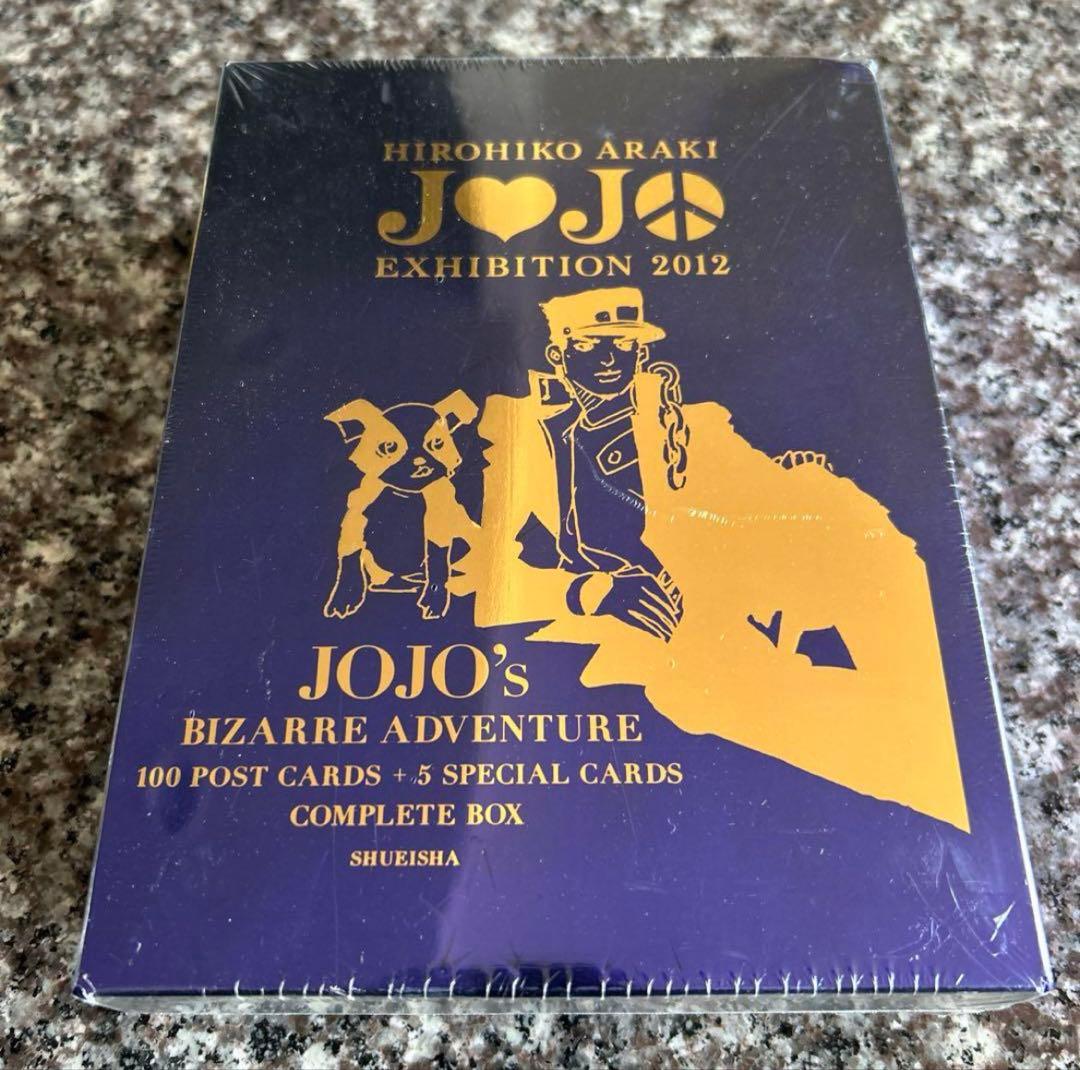 HIROHIKO ARAKI
JOJO
EXHIBITION 2012
JOJO's
BIZARRE ADVENTURE
100 POST CARDS + 5 SPECIAL CARDS
COMPLETE BOX
SHUEISHA